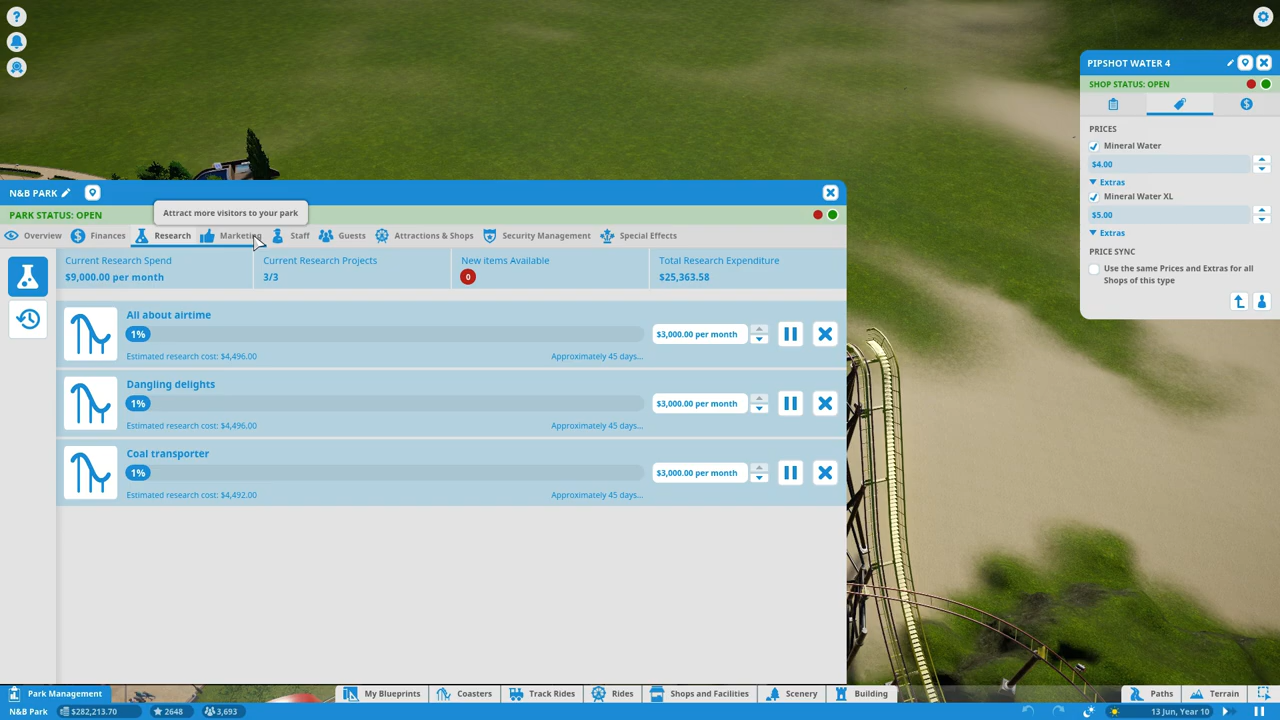 PIPSHOT WATER 4
SHOP STATUS: OPEN
PRICES
Mineral Water
$4.00
Extras
Mineral Water XL
$5.00
Extras
PRICE SYNC
Use the same Prices and Extras for all
Shops of this type
N&B PARK
PARK STATUS: OPEN
Attract more visitors to your park
Overview
Finances
Research
Marketing
Staff
Guests
Attractions & Shops
Security Management
Special Effects
Current Research Spend
$9,000.00 per month
Current Research Projects
3/3
New items Available
0
Total Research Expenditure
$25,363.58
All about airtime
1%
$3,000.00 per month
Estimated research cost: $4,496.00
Approximately 45 days...
Dangling delights
1%
$3,000.00 per month
Estimated research cost: $4,496.00
Approximately 45 days...
Coal transporter
1%
$3,000.00 per month
Estimated research cost: $4,492.00
Approximately 45 days...
Park Management
My Blueprints
Coasters
Track Rides
Rides
Shops and Facilities
Scenery
Building
Paths
Terrain
N&B Park
$282,213.70
2648
3,693
13 Jun, Year 10